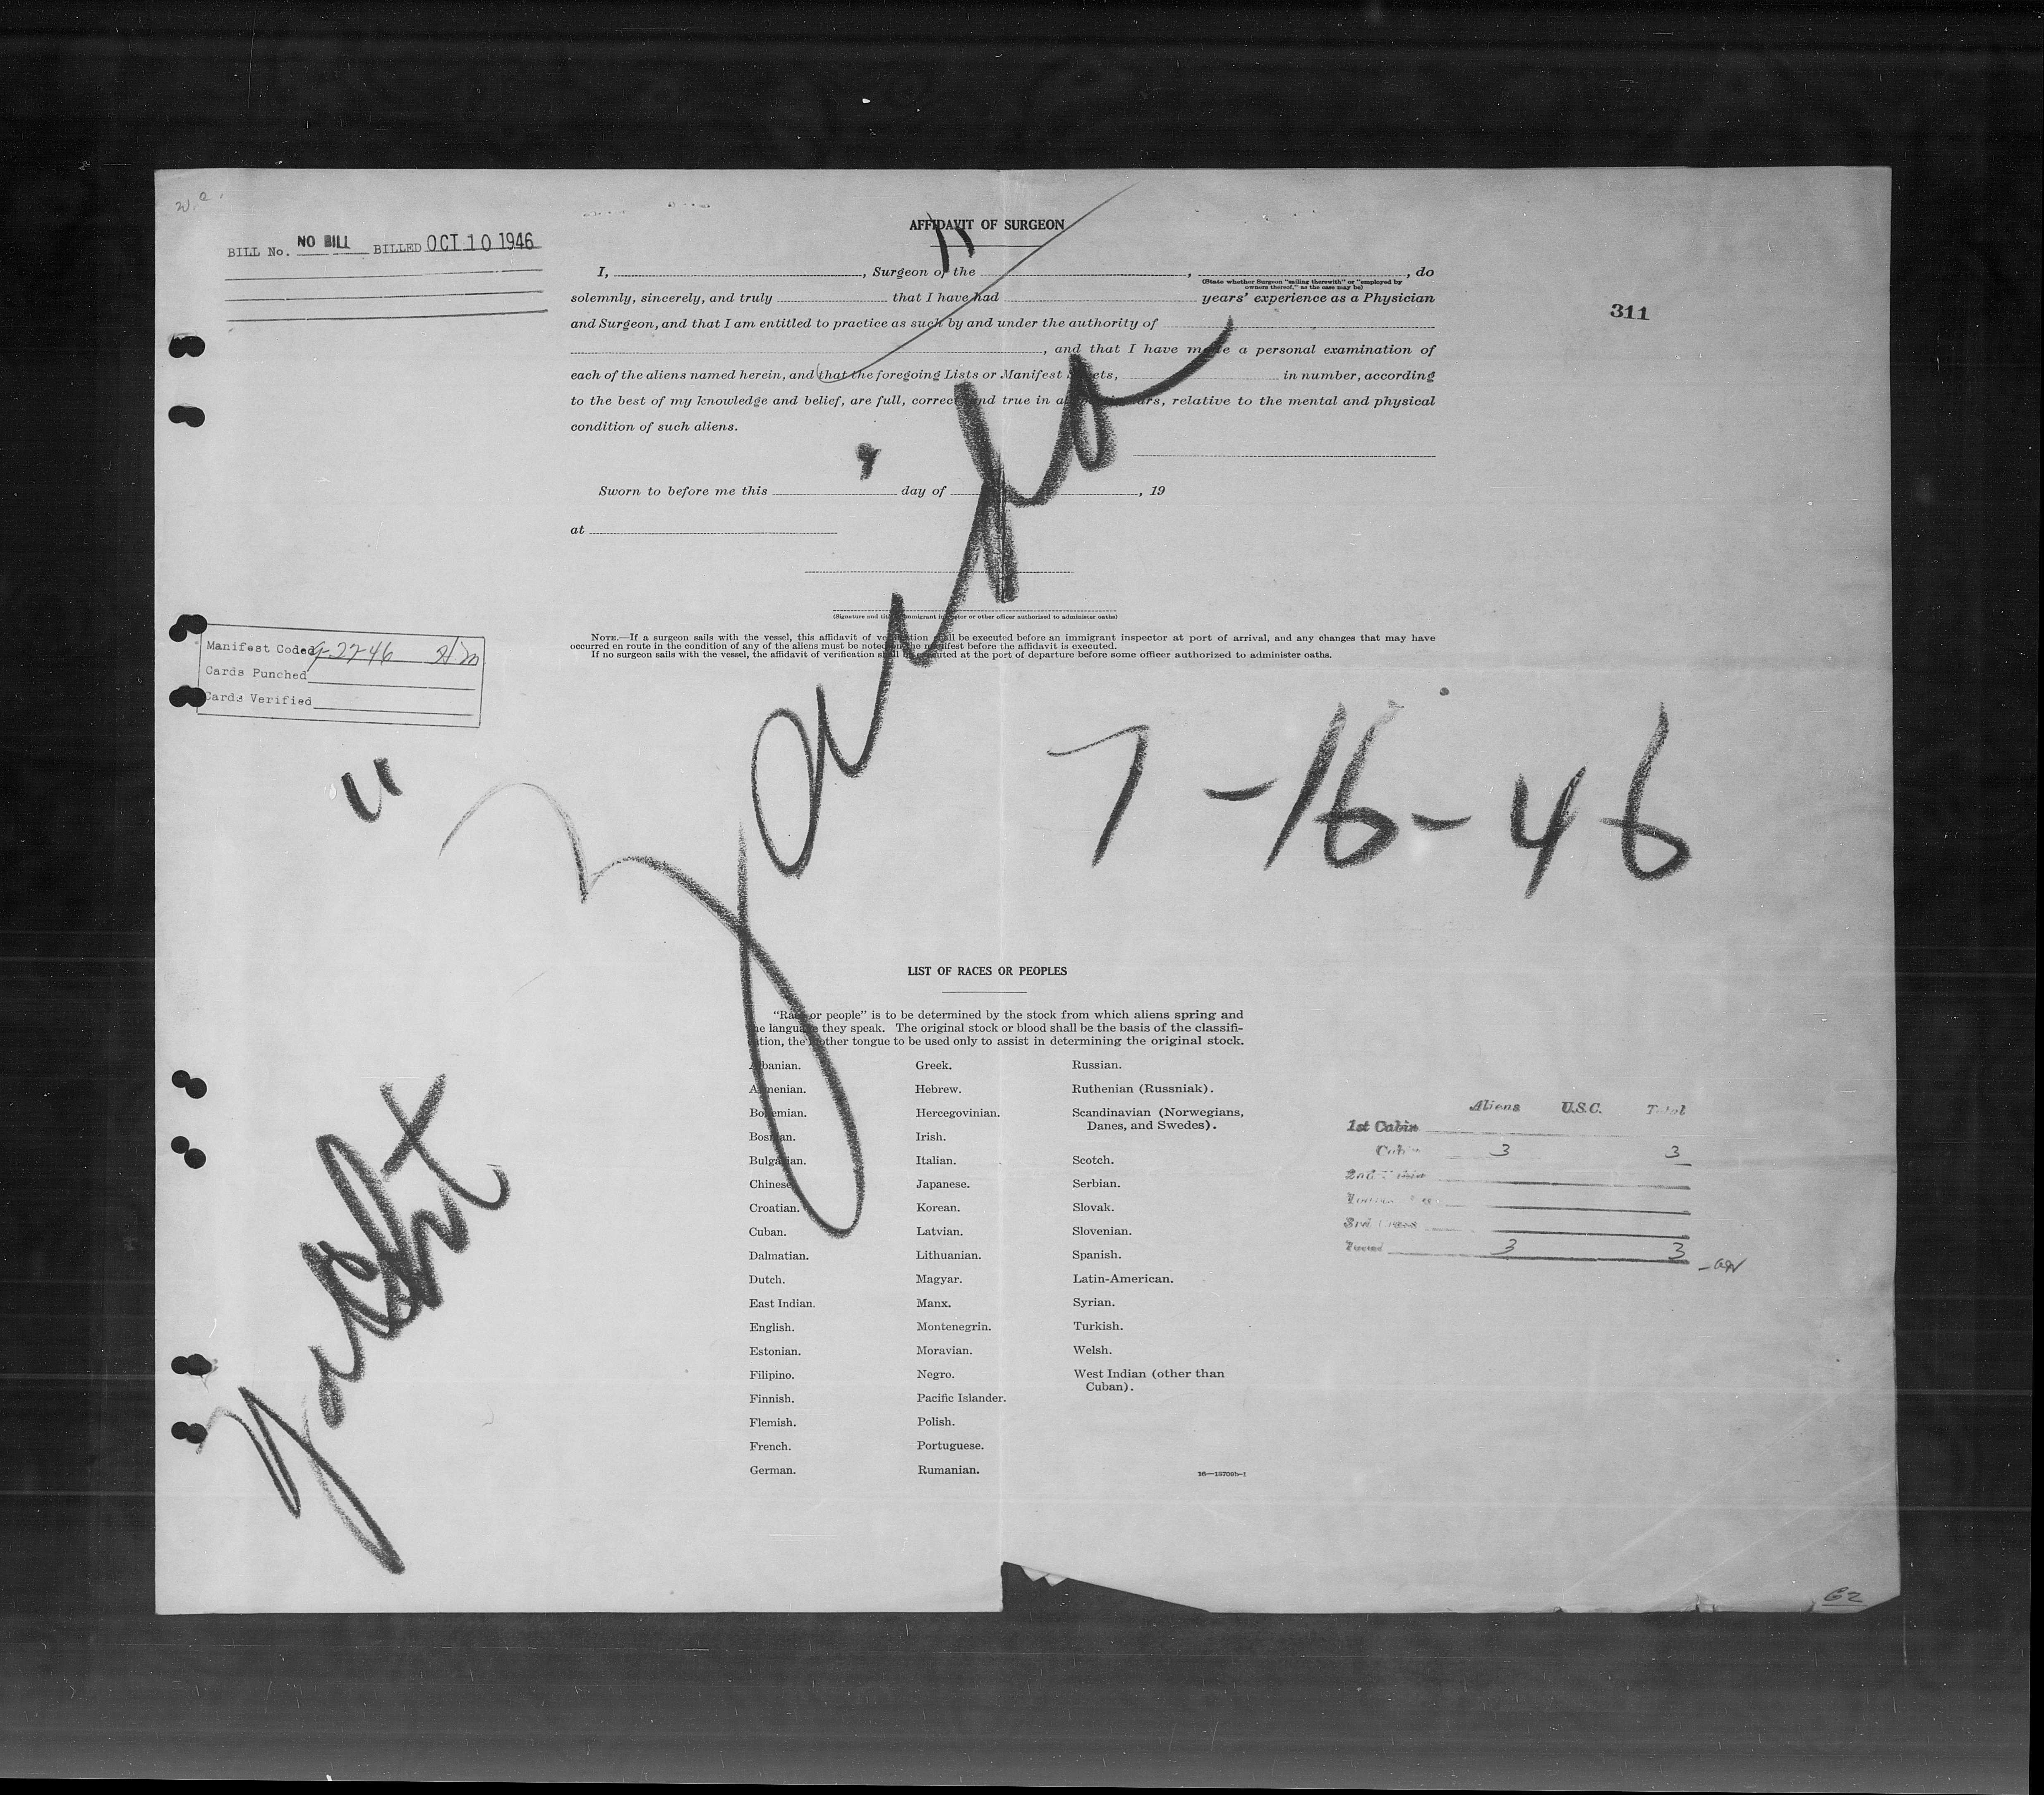 BILL No. NO BILL BILLED OCT 10 1946
AFFIDAVIT OF SURGEON
I, , Surgeon of the , , do
(State whether Surgeon "sailing therewith" or "employed by
owners thereof," as the case may be)
solemnly, sincerely, and truly that I have had years' experience as a Physician
and Surgeon, and that I am entitled to practice as such by and under the authority of
, and that I have made a personal examination of
each of the aliens named herein, and that the foregoing Lists or Manifest Sheets, in number, according
to the best of my knowledge and belief, are full, correct, and true in all particulars, relative to the mental and physical
condition of such aliens.
311
Sworn to before me this day of , 19
at
(Signature and title of immigrant inspector or other officer authorized to administer oaths)
NOTE.—If a surgeon sails with the vessel, this affidavit of verification shall be executed before an immigrant inspector at port of arrival, and any changes that may have
occurred en route in the condition of any of the aliens must be noted on the manifest before the affidavit is executed.
If no surgeon sails with the vessel, the affidavit of verification shall be executed at the port of departure before some officer authorized to administer oaths.
Manifest Coded 9-27-46
Cards Punched
Cards Verified
7-16-46
Yacht "
"
LIST OF RACES OR PEOPLES
"Race or people" is to be determined by the stock from which aliens spring and
the language they speak. The original stock or blood shall be the basis of the classifi-
cation, the mother tongue to be used only to assist in determining the original stock.
Albanian.
Armenian.
Bohemian.
Bosnian.
Bulgarian.
Chinese.
Croatian.
Cuban.
Dalmatian.
Dutch.
East Indian.
English.
Estonian.
Filipino.
Finnish.
Flemish.
French.
German.
Greek.
Hebrew.
Hercegovinian.
Irish.
Italian.
Japanese.
Korean.
Latvian.
Lithuanian.
Magyar.
Manx.
Montenegrin.
Moravian.
Negro.
Pacific Islander.
Polish.
Portuguese.
Rumanian.
Russian.
Ruthenian (Russniak).
Scandinavian (Norwegians,
Danes, and Swedes).
Scotch.
Serbian.
Slovak.
Slovenian.
Spanish.
Latin-American.
Syrian.
Turkish.
Welsh.
West Indian (other than
Cuban).
Aliens U.S.C. Total
1st Cabin
Cabin 3 3
2nd Cabin
3rd Class
Total 3 3
62